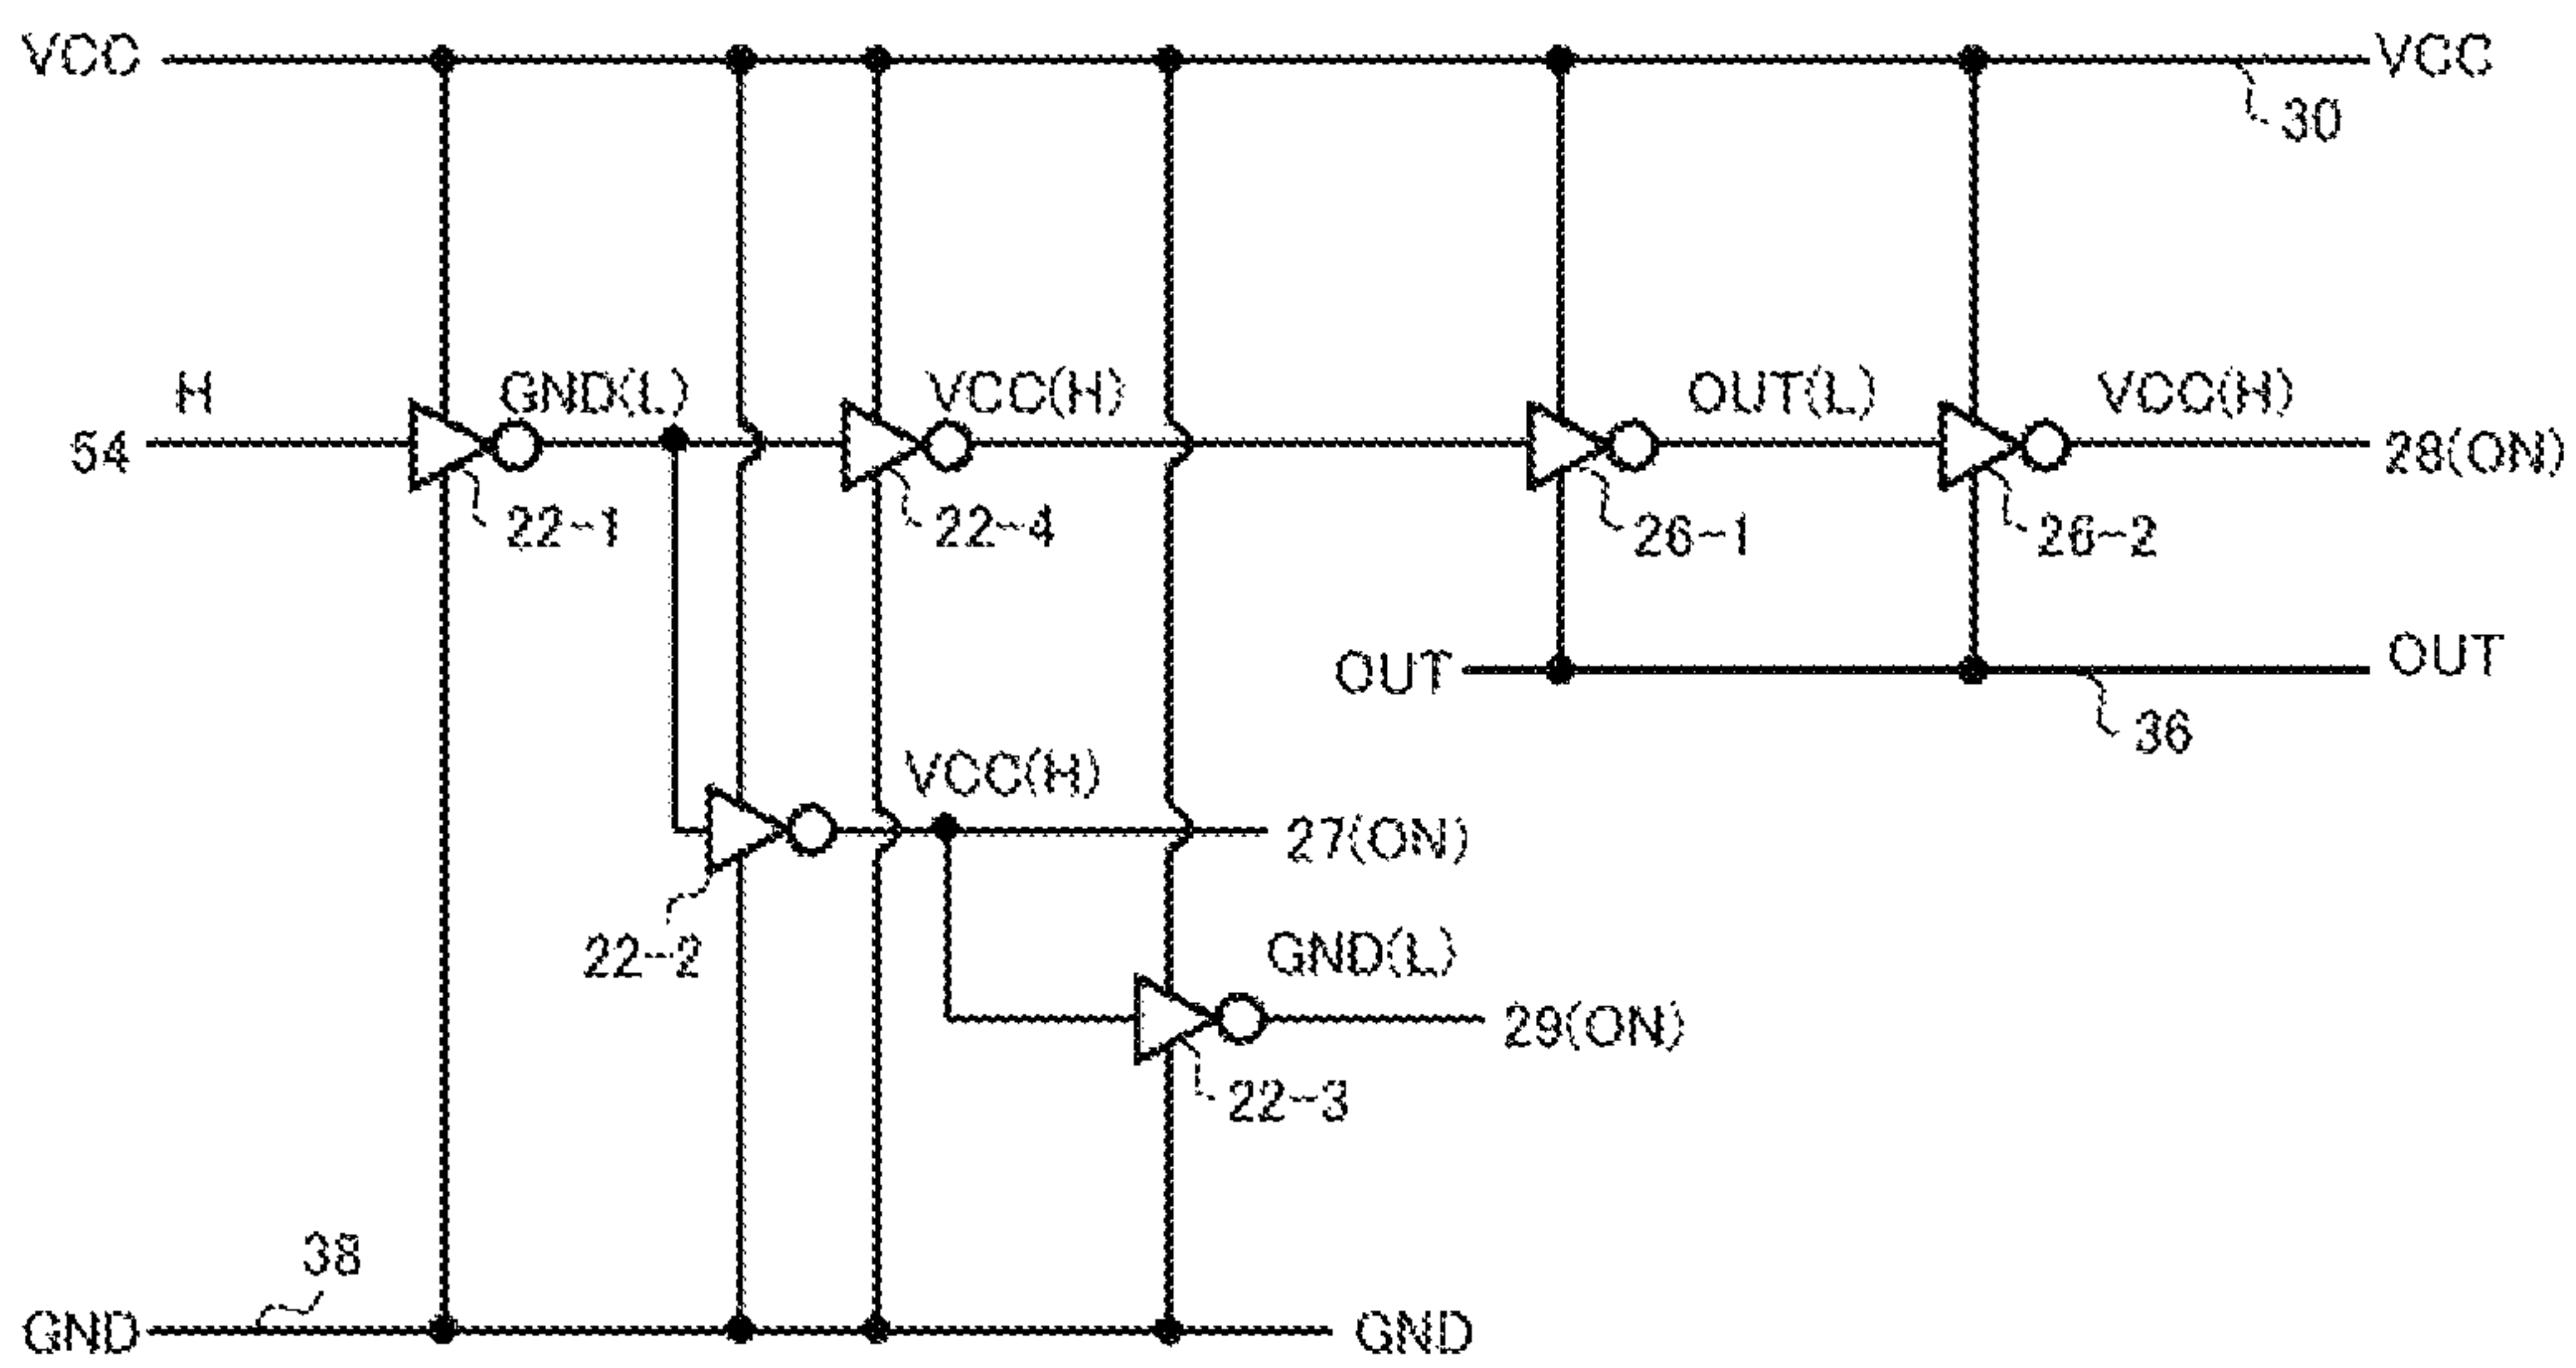 VCC
VCC
30
H
GND(L)
VCC(H)
OUT(L)
VCC(H)
54
28(ON)
22-1
22-4
26-1
26-2
OUT
OUT
36
VCC(H)
27(ON)
22-2
GND(L)
29(ON)
22-3
38
GND
GND